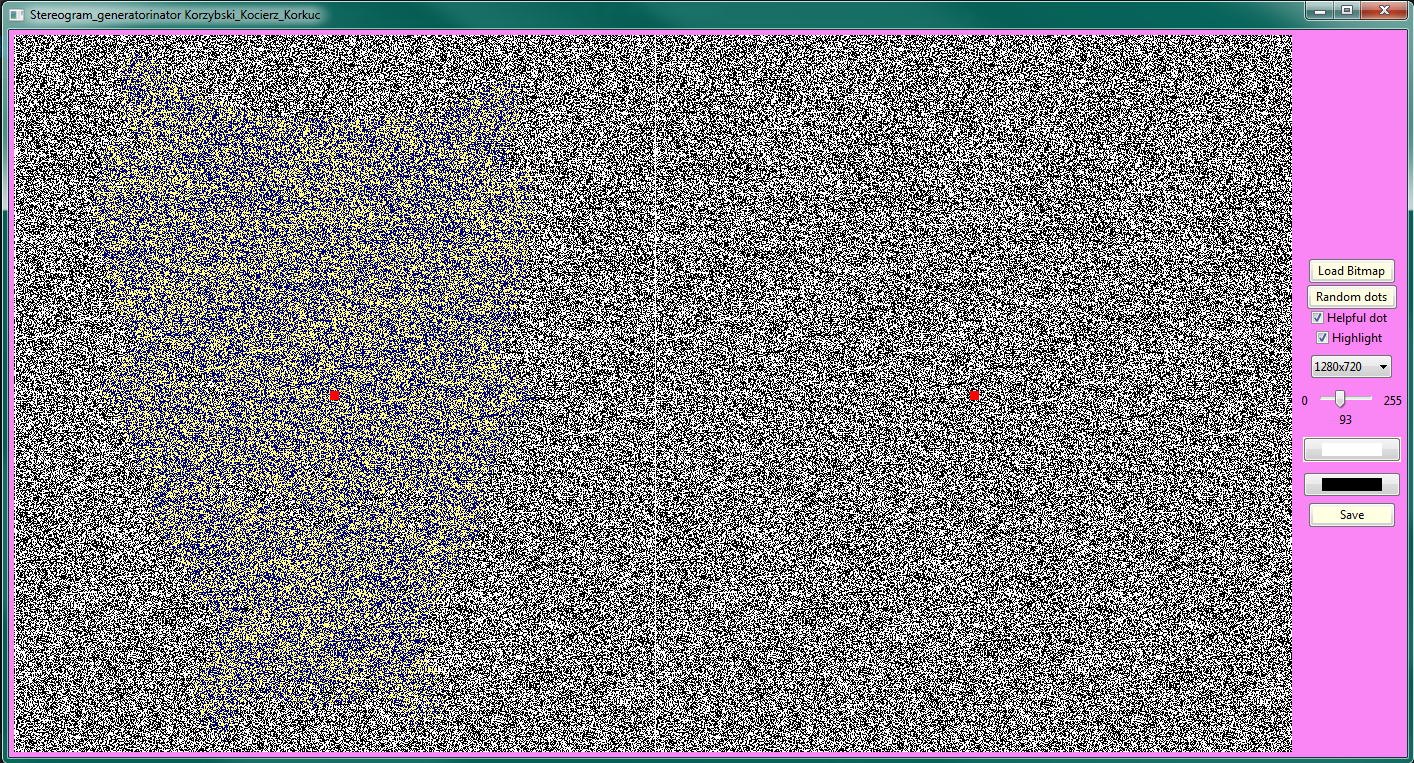 Stereogram_generatorinator Korzybski_Kocierz_Korkuc
Load Bitmap
Random dots
Helpful dot
Highlight
1280x720
0 255
93
Save